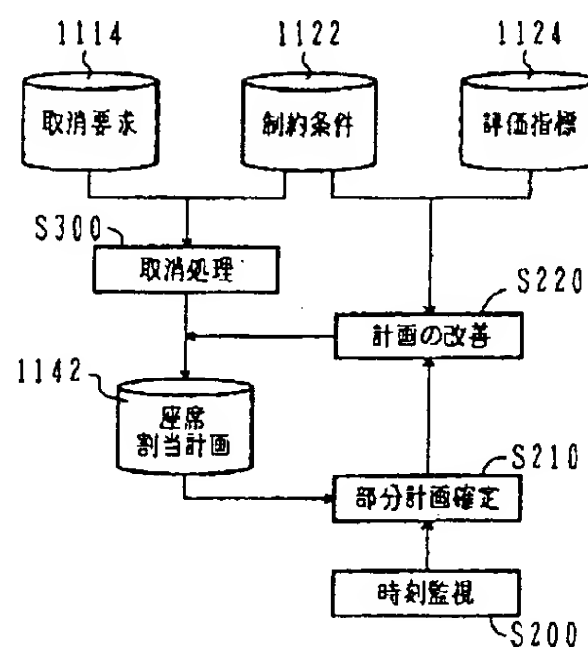 1114
1122
1124
取消要求
制約条件
評価指標
S300
取消処理
S220
計画の改善
1142
座席
割当計画
S210
部分計画確定
時刻監視
S200